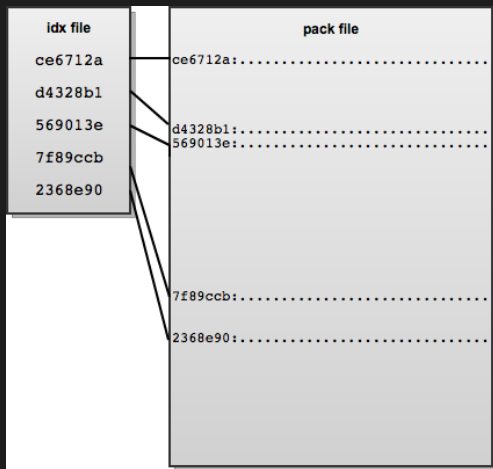 idx file
ce6712a
d4328b1
569013e
7f89ccb
2368e90
pack file
ce6712a:................................
d4328b1:................................
569013e:................................
7f89ccb:................................
2368e90:................................